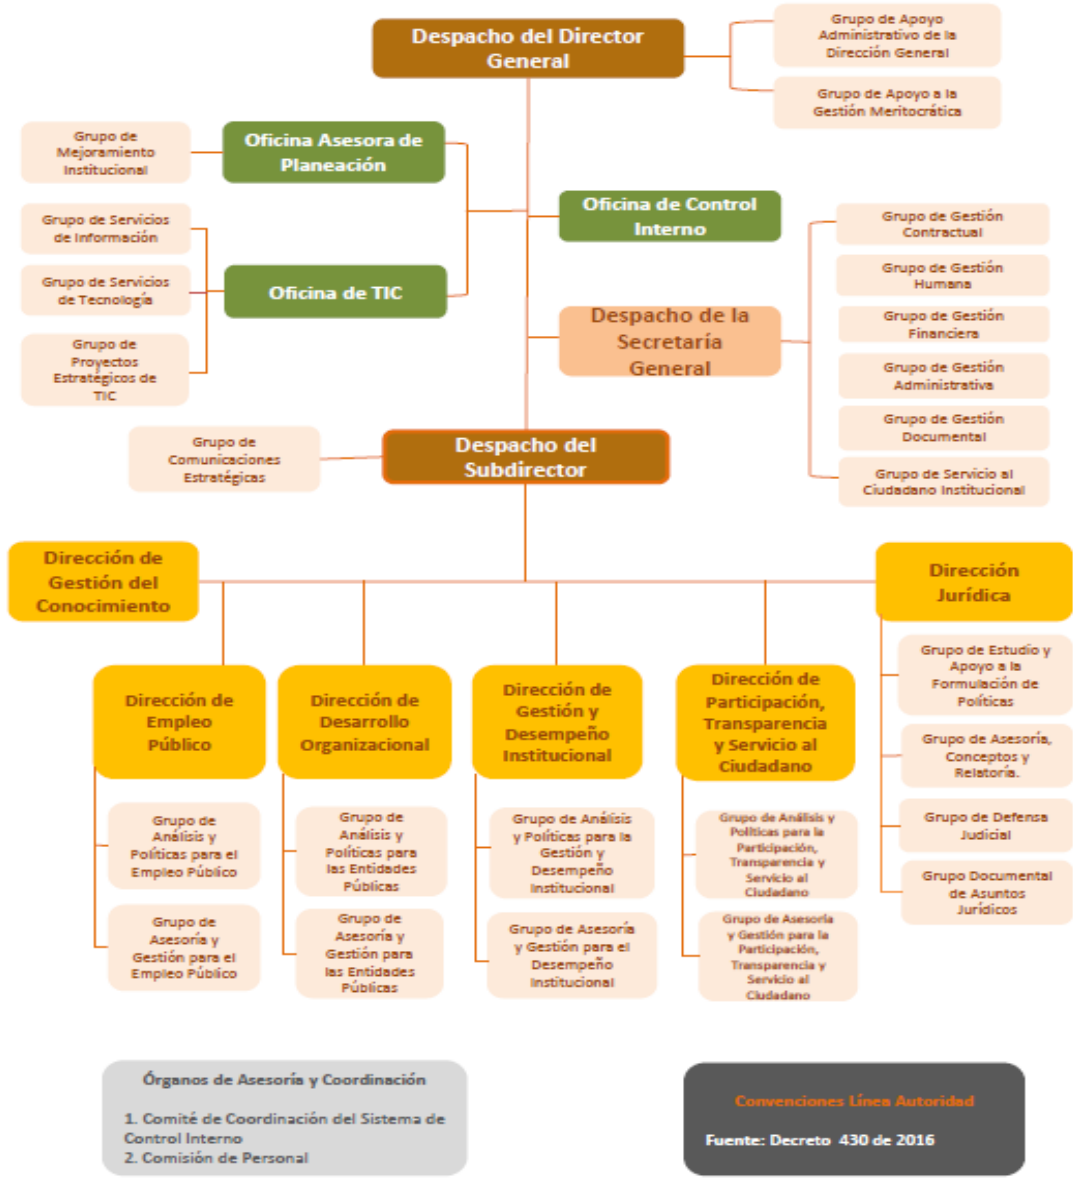 Despacho del Director
General
Grupo de Apoyo
Administrativo de la
Dirección General
Grupo de Apoyo a la
Gestión Meritocrática
Grupo de
Mejoramiento
Institucional
Oficina Asesora de
Planeación
Grupo de Servicios
de Información
Grupo de Servicios
de Tecnología
Grupo de
Proyectos
Estratégicos de
TIC
Oficina de TIC
Oficina de Control
Interno
Despacho de la
Secretaría
General
Grupo de Gestión
Contractual
Grupo de Gestión
Humana
Grupo de Gestión
Financiera
Grupo de Gestión
Administrativa
Grupo de Gestión
Documental
Grupo de Servicio al
Ciudadano Institucional
Grupo de
Comunicaciones
Estratégicas
Despacho del
Subdirector
Dirección de
Gestión del
Conocimiento
Dirección
Jurídica
Grupo de Estudio y
Apoyo a la
Formulación de
Políticas
Grupo de Asesoría,
Conceptos y
Relatoría.
Grupo de Defensa
Judicial
Grupo Documental
de Asuntos
Jurídicos
Dirección de
Empleo
Público
Grupo de
Análisis y
Políticas para el
Empleo Público
Grupo de
Asesoría y
Gestión para el
Empleo Público
Dirección de
Desarrollo
Organizacional
Grupo de
Análisis y
Políticas para
las Entidades
Públicas
Grupo de
Asesoría y
Gestión para
las Entidades
Públicas
Dirección de
Gestión y
Desempeño
Institucional
Grupo de Análisis
y Políticas para la
Gestión y
Desempeño
Institucional
Grupo de Asesoría
y Gestión para el
Desempeño
Institucional
Dirección de
Participación,
Transparencia
y Servicio al
Ciudadano
Grupo de Análisis y
Políticas para la
Participación,
Transparencia y
Servicio al
Ciudadano
Grupo de Asesoría
y Gestión para la
Participación,
Transparencia y
Servicio al
Ciudadano
Órganos de Asesoría y Coordinación
1. Comité de Coordinación del Sistema de
Control Interno
2. Comisión de Personal
Convenciones Línea Autoridad
Fuente: Decreto 430 de 2016